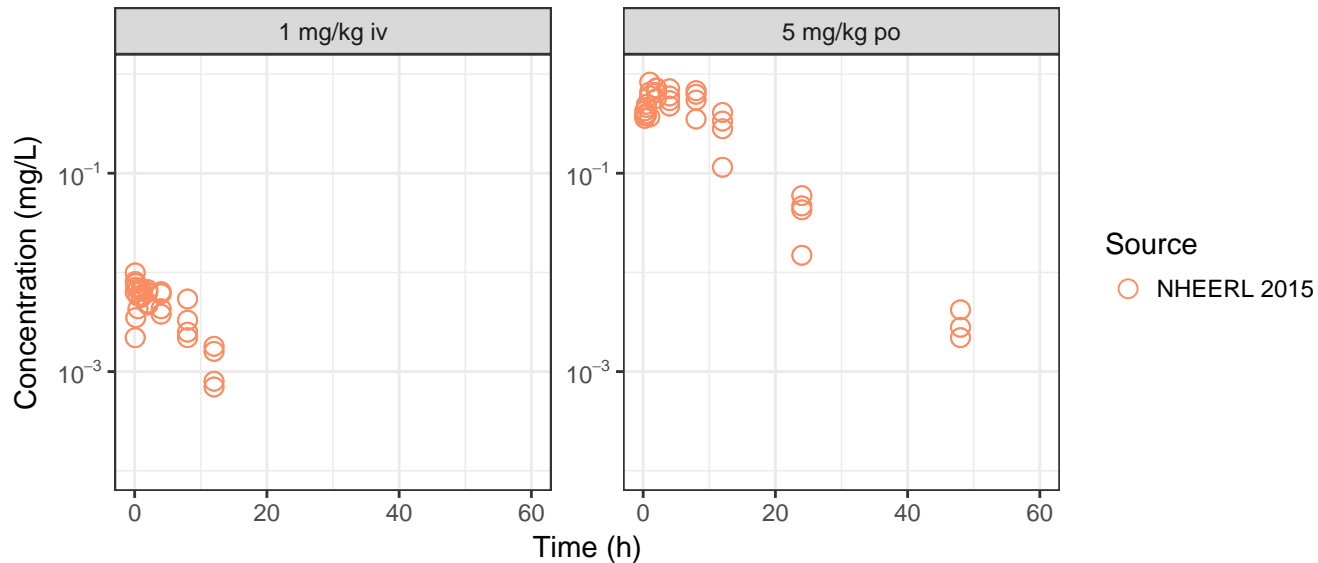 1 mg/kg iv
5 mg/kg po
Concentration (mg/L)
10⁻¹
10⁻³
10⁻¹
10⁻³
0 20 40 60
0 20 40 60
Time (h)
Source
NHEERL 2015